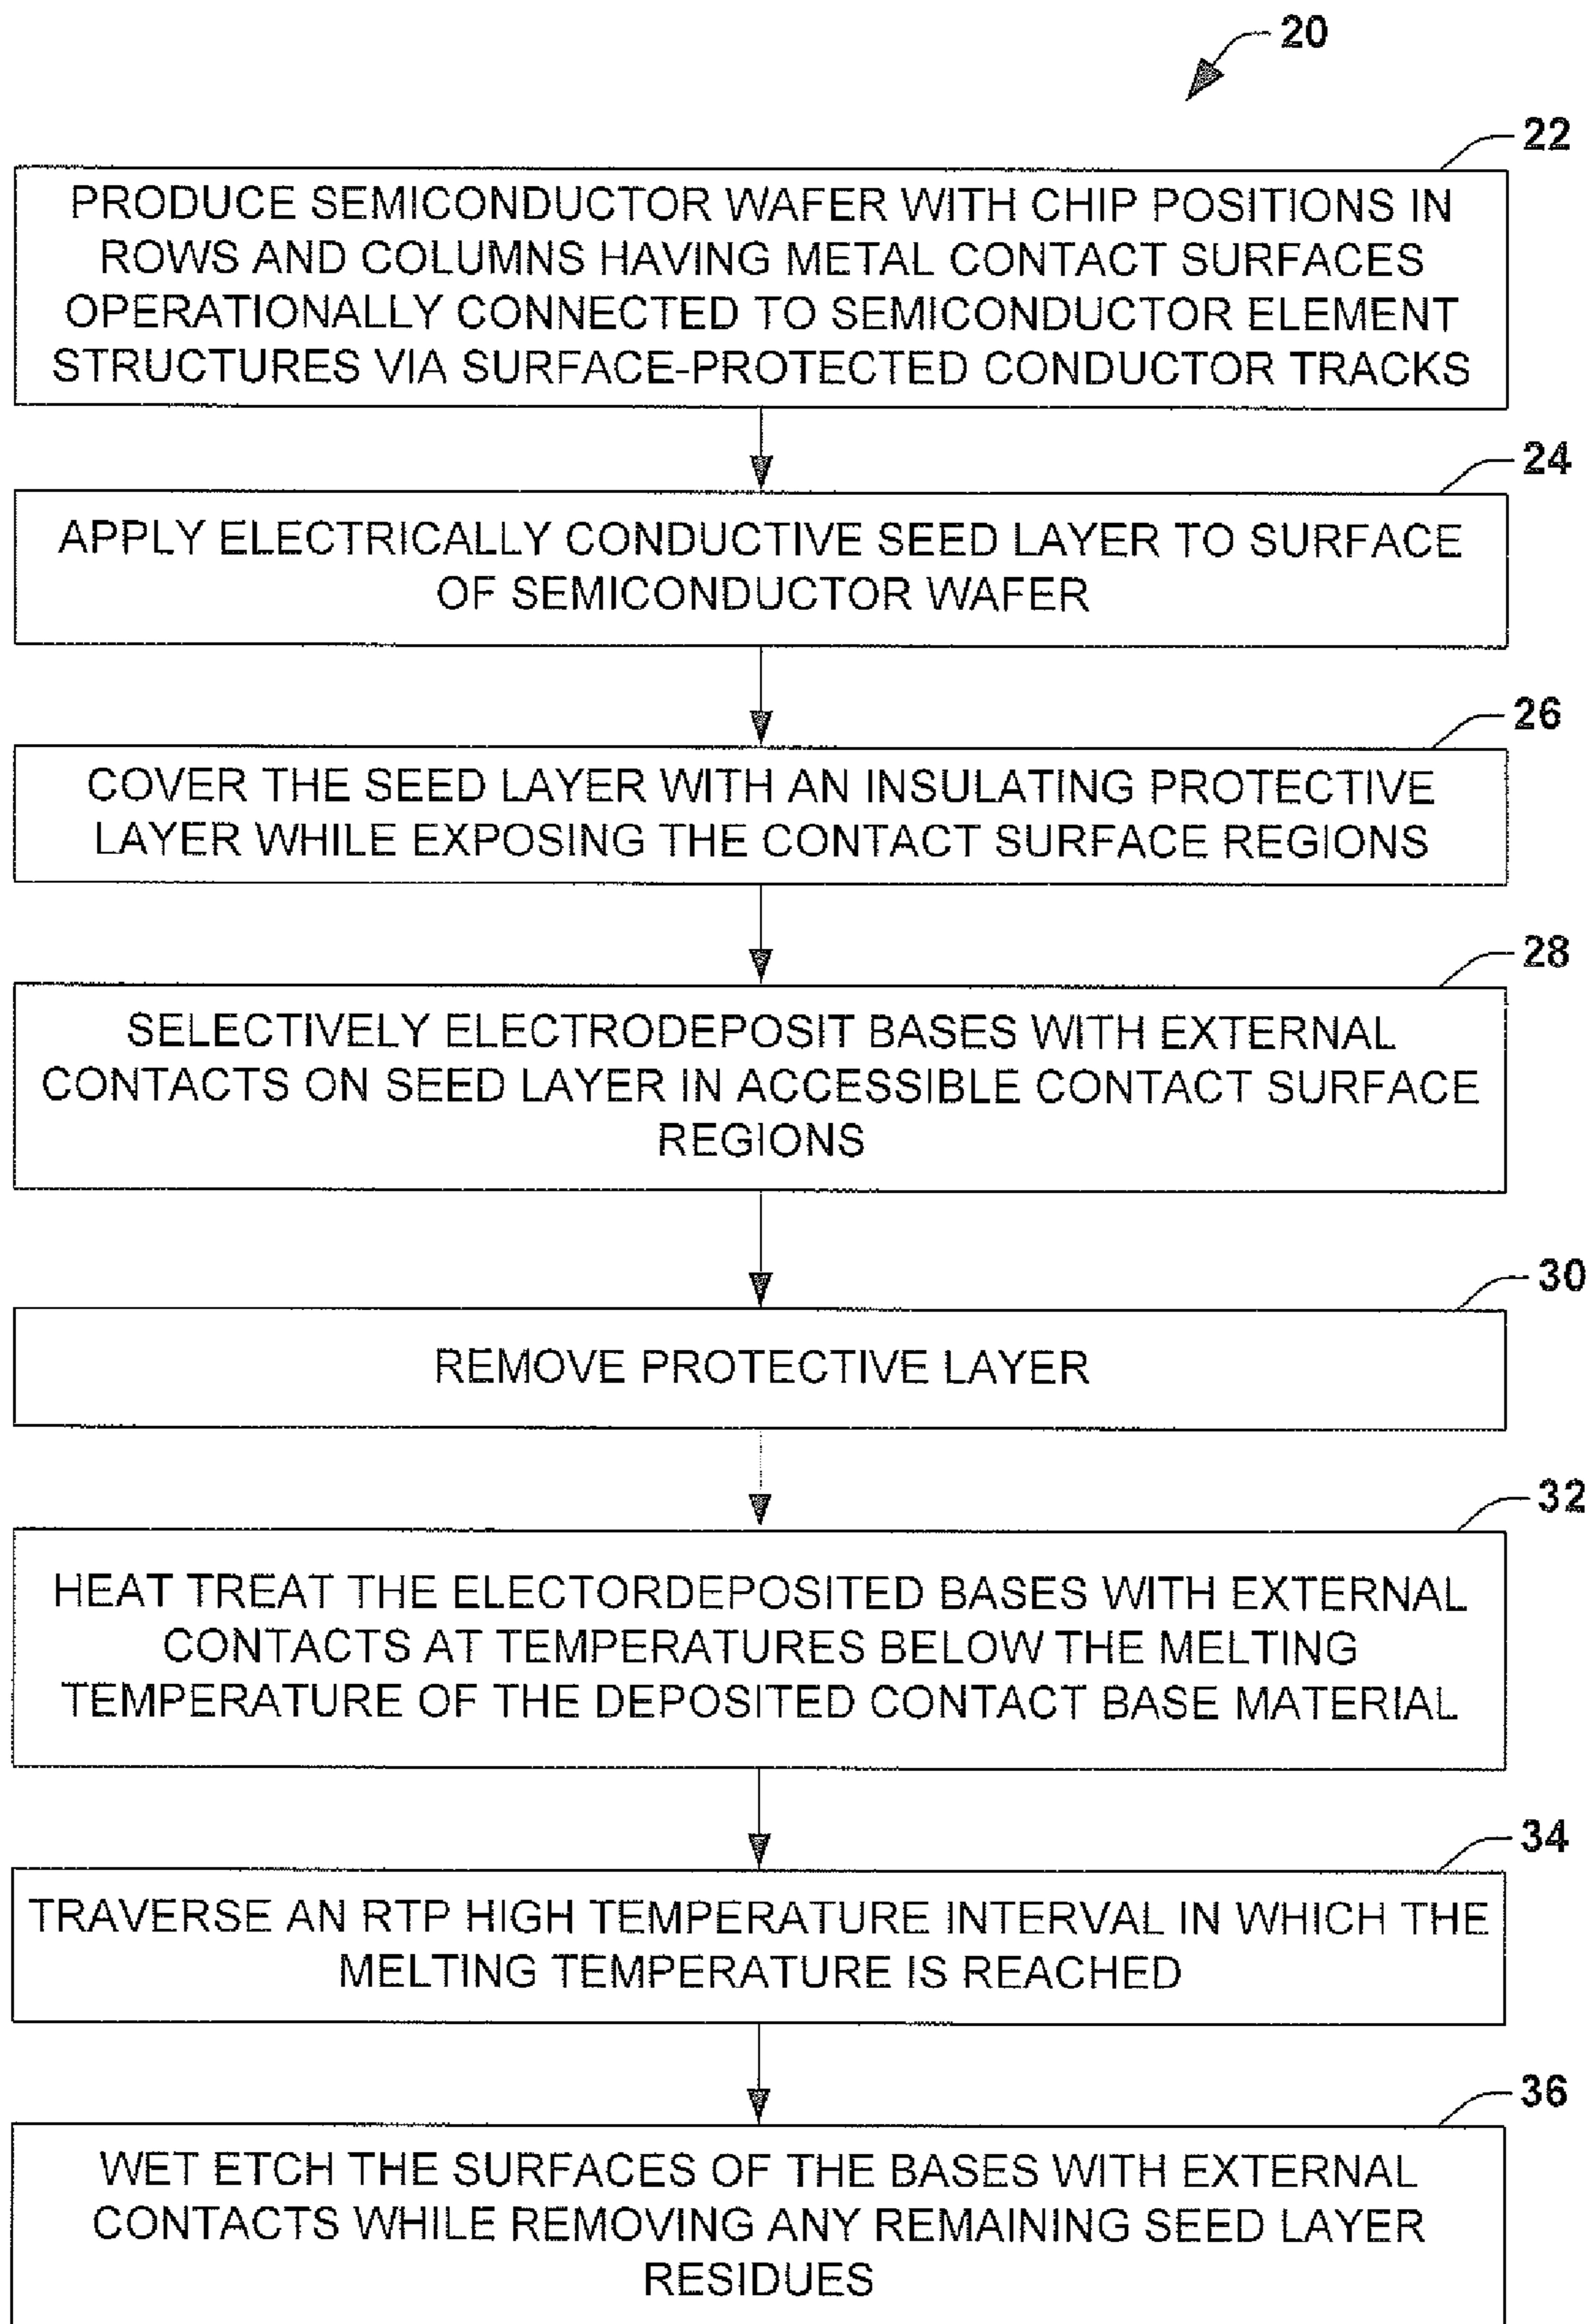 20
22
PRODUCE SEMICONDUCTOR WAFER WITH CHIP POSITIONS IN
ROWS AND COLUMNS HAVING METAL CONTACT SURFACES
OPERATIONALLY CONNECTED TO SEMICONDUCTOR ELEMENT
STRUCTURES VIA SURFACE-PROTECTED CONDUCTOR TRACKS
24
APPLY ELECTRICALLY CONDUCTIVE SEED LAYER TO SURFACE
OF SEMICONDUCTOR WAFER
26
COVER THE SEED LAYER WITH AN INSULATING PROTECTIVE
LAYER WHILE EXPOSING THE CONTACT SURFACE REGIONS
28
SELECTIVELY ELECTRODEPOSIT BASES WITH EXTERNAL
CONTACTS ON SEED LAYER IN ACCESSIBLE CONTACT SURFACE
REGIONS
30
REMOVE PROTECTIVE LAYER
32
HEAT TREAT THE ELECTORDEPOSITED BASES WITH EXTERNAL
CONTACTS AT TEMPERATURES BELOW THE MELTING
TEMPERATURE OF THE DEPOSITED CONTACT BASE MATERIAL
34
TRAVERSE AN RTP HIGH TEMPERATURE INTERVAL IN WHICH THE
MELTING TEMPERATURE IS REACHED
36
WET ETCH THE SURFACES OF THE BASES WITH EXTERNAL
CONTACTS WHILE REMOVING ANY REMAINING SEED LAYER
RESIDUES